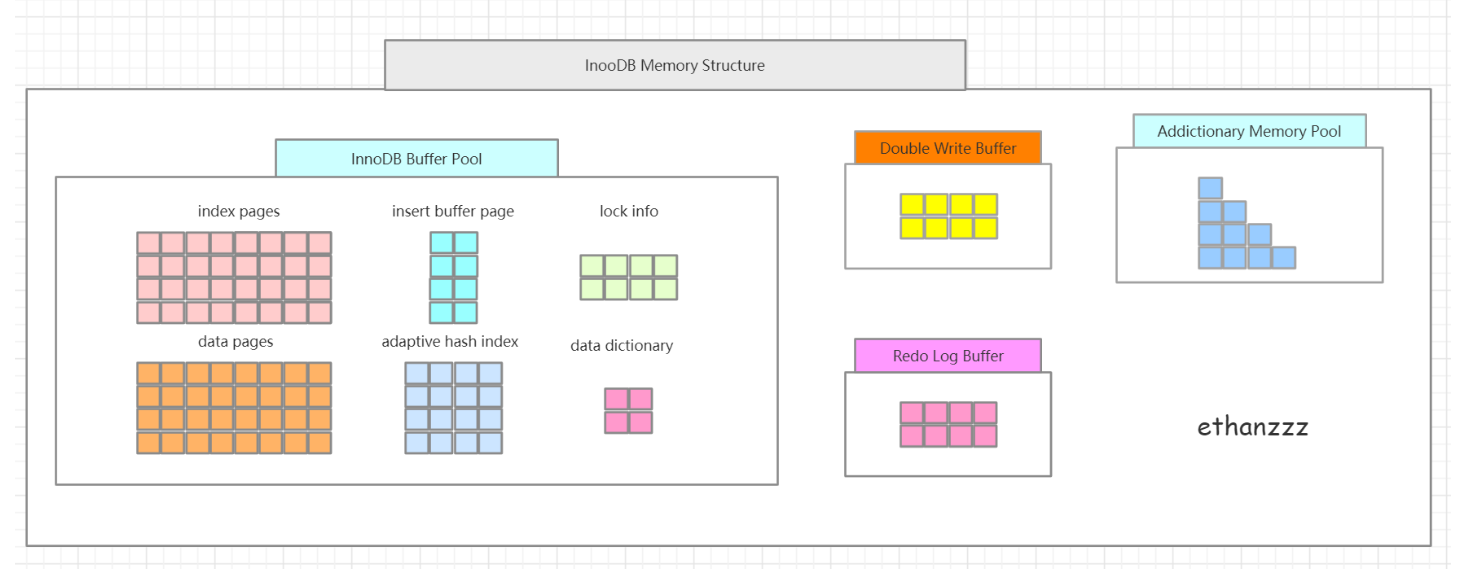 InooDB Memory Structure
InnoDB Buffer Pool
index pages
insert buffer page
lock info
data pages
adaptive hash index
data dictionary
Double Write Buffer
Redo Log Buffer
Addictionary Memory Pool
ethanzzz